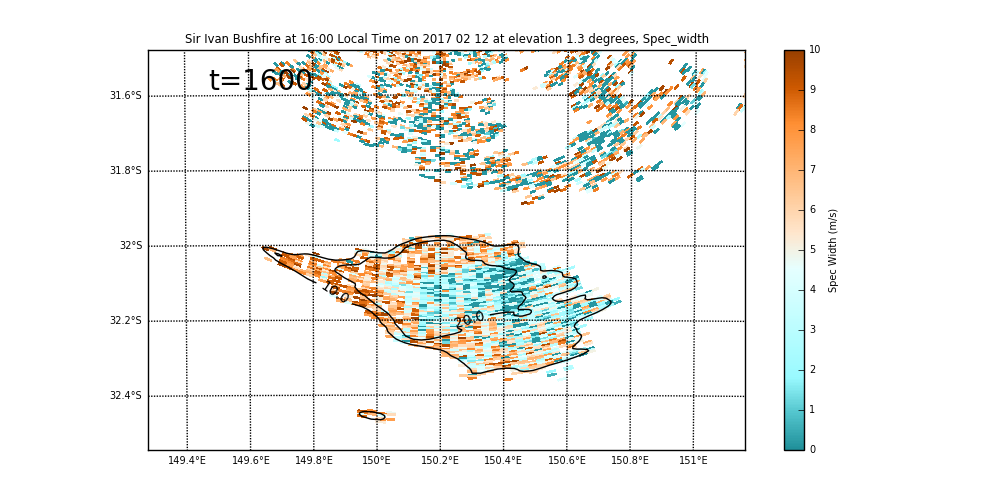 Sir Ivan Bushfire at 16:00 Local Time on 2017 02 12 at elevation 1.3 degrees, Spec_width
t=1600
31.6°S
31.8°S
32°S
32.2°S
32.4°S
10.0
20.0
149.4°E 149.6°E 149.8°E 150°E 150.2°E 150.4°E 150.6°E 150.8°E 151°E
10
9
8
7
6
5
4
3
2
1
0
Spec Width (m/s)